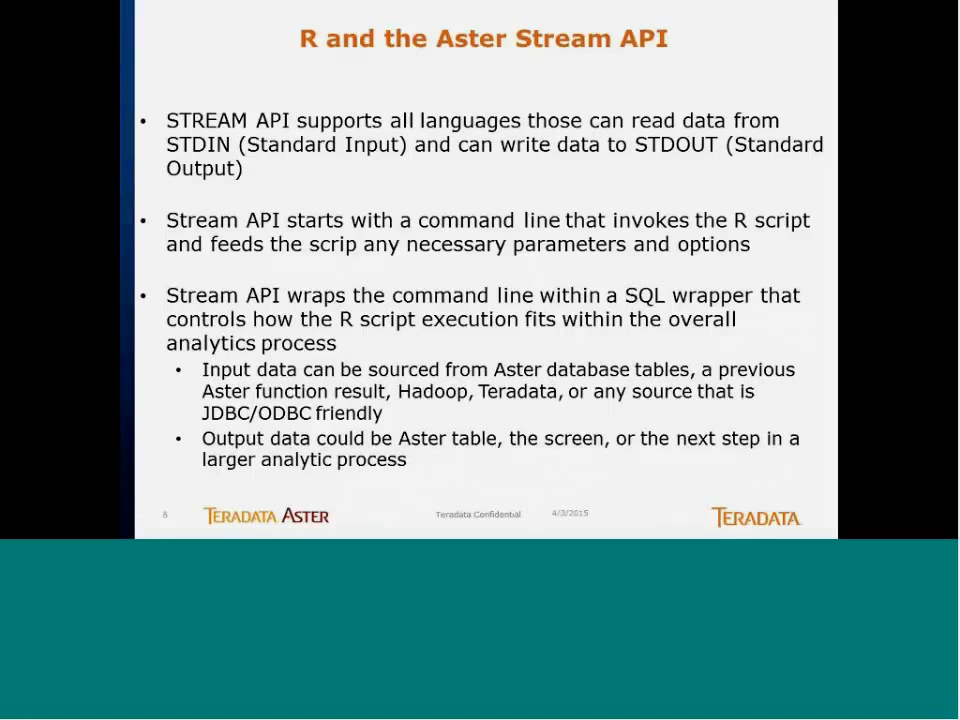 R and the Aster Stream API
• STREAM API supports all languages those can read data from
STDIN (Standard Input) and can write data to STDOUT (Standard
Output)
• Stream API starts with a command line that invokes the R script
and feeds the scrip any necessary parameters and options
• Stream API wraps the command line within a SQL wrapper that
controls how the R script execution fits within the overall
analytics process
• Input data can be sourced from Aster database tables, a previous
Aster function result, Hadoop, Teradata, or any source that is
JDBC/ODBC friendly
• Output data could be Aster table, the screen, or the next step in a
larger analytic process
8 TERADATA ASTER Teradata Confidential 4/3/2015 TERADATA